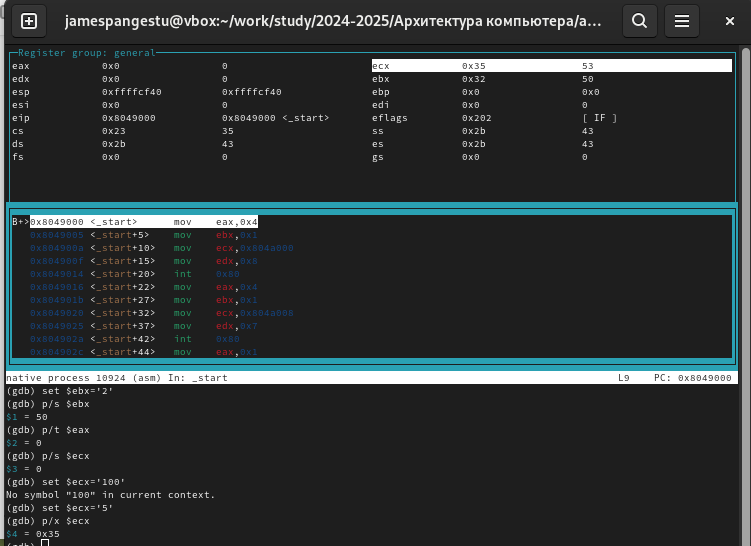 jamespangestu@vbox:~/work/study/2024-2025/Архитектура компьютера/a...
Register group: general
eax 0x0 0 ecx 0x35 53
edx 0x0 0 ebx 0x32 50
esp 0xffffcf40 0xffffcf40 ebp 0x0 0x0
esi 0x0 0 edi 0x0 0
eip 0x8049000 0x8049000 <_start> eflags 0x202 [ IF ]
cs 0x23 35 ss 0x2b 43
ds 0x2b 43 es 0x2b 43
fs 0x0 0 gs 0x0 0
B+>0x8049000 <_start> mov eax,0x4
0x8049005 <_start+5> mov ebx,0x1
0x804900a <_start+10> mov ecx,0x804a000
0x804900f <_start+15> mov edx,0x8
0x8049014 <_start+20> int 0x80
0x8049016 <_start+22> mov eax,0x4
0x804901b <_start+27> mov ebx,0x1
0x8049020 <_start+32> mov ecx,0x804a008
0x8049025 <_start+37> mov edx,0x7
0x804902a <_start+42> int 0x80
0x804902c <_start+44> mov eax,0x1
native process 10924 (asm) In: _start L9 PC: 0x8049000
(gdb) set $ebx='2'
(gdb) p/s $ebx
$1 = 50
(gdb) p/t $eax
$2 = 0
(gdb) p/s $ecx
$3 = 0
(gdb) set $ecx='100'
No symbol "100" in current context.
(gdb) set $ecx='5'
(gdb) p/x $ecx
$4 = 0x35
(gdb)